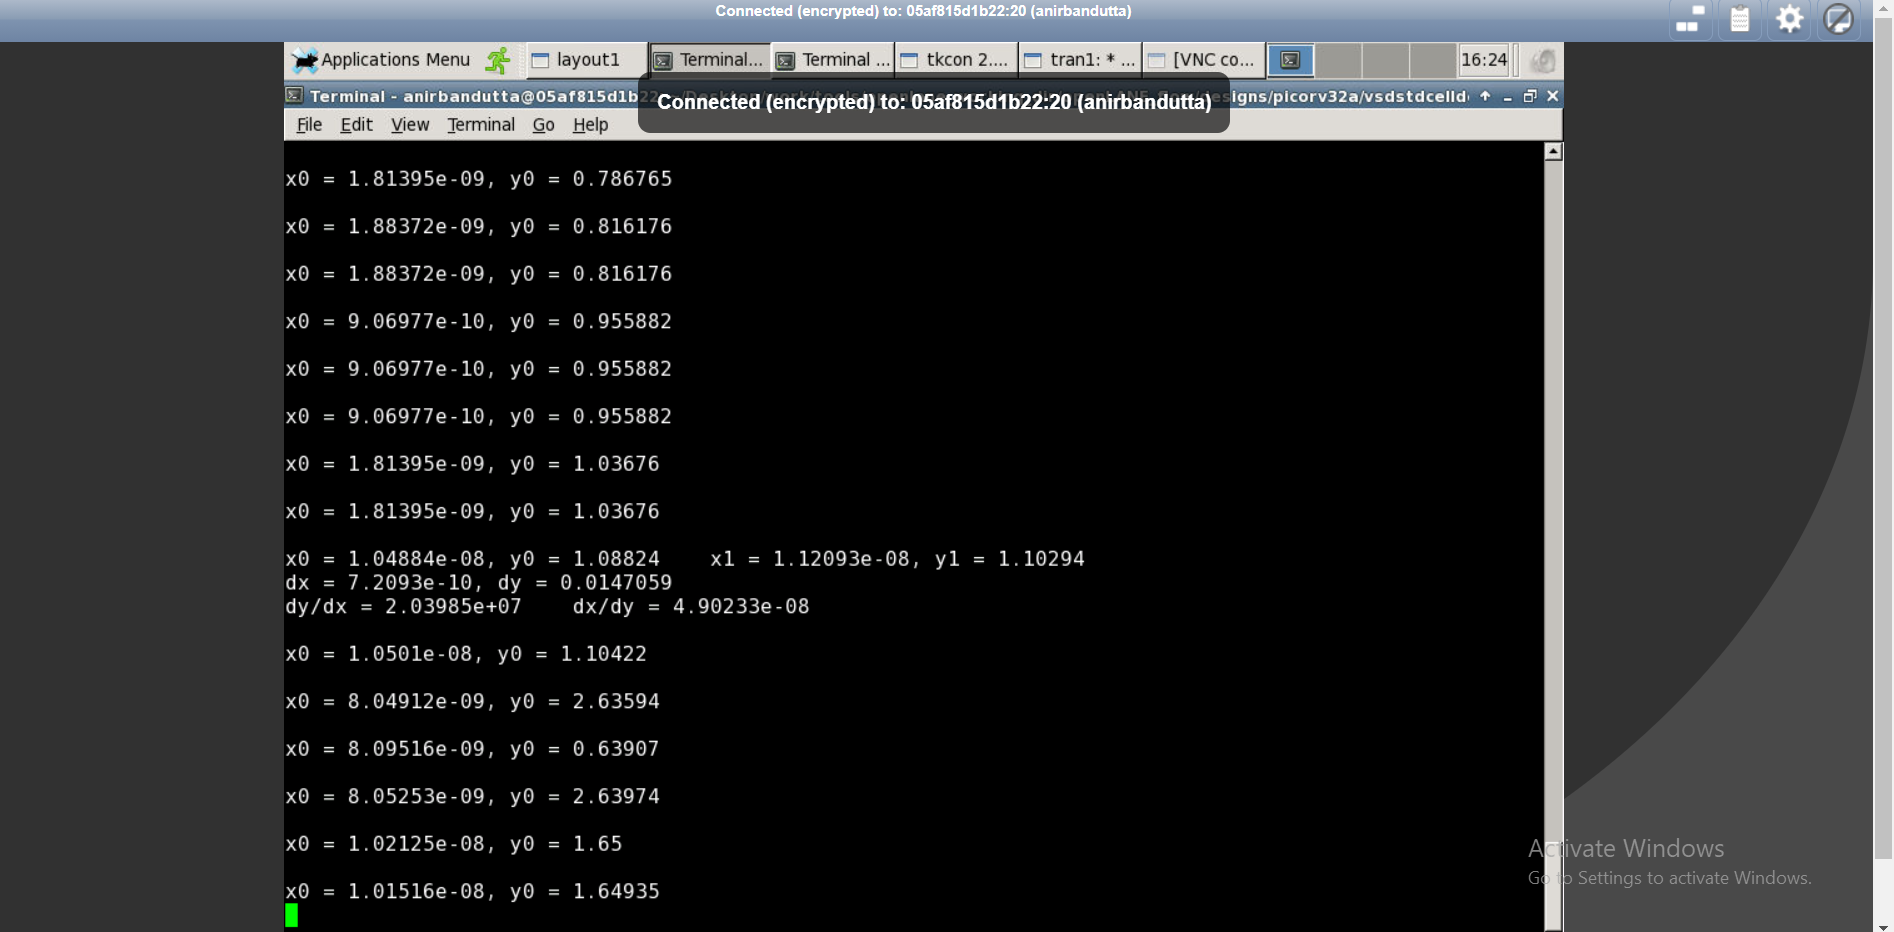 Connected (encrypted) to: 05af815d1b22:20 (anirbandutta)
Applications Menu layout1 Terminal... Terminal ... tkcon 2.... tran1: * ... [VNC co... 16:24
Terminal - anirbandutta@05af815d1b22 signs/picorv32a/vsdstdcelld
Connected (encrypted) to: 05af815d1b22:20 (anirbandutta)
File Edit View Terminal Go Help
x0 = 1.81395e-09, y0 = 0.786765
x0 = 1.88372e-09, y0 = 0.816176
x0 = 1.88372e-09, y0 = 0.816176
x0 = 9.06977e-10, y0 = 0.955882
x0 = 9.06977e-10, y0 = 0.955882
x0 = 9.06977e-10, y0 = 0.955882
x0 = 1.81395e-09, y0 = 1.03676
x0 = 1.81395e-09, y0 = 1.03676
x0 = 1.04884e-08, y0 = 1.08824    x1 = 1.12093e-08, y1 = 1.10294
dx = 7.2093e-10, dy = 0.0147059
dy/dx = 2.03985e+07    dx/dy = 4.90233e-08
x0 = 1.0501e-08, y0 = 1.10422
x0 = 8.04912e-09, y0 = 2.63594
x0 = 8.09516e-09, y0 = 0.63907
x0 = 8.05253e-09, y0 = 2.63974
x0 = 1.02125e-08, y0 = 1.65
x0 = 1.01516e-08, y0 = 1.64935
Activate Windows
Go to Settings to activate Windows.